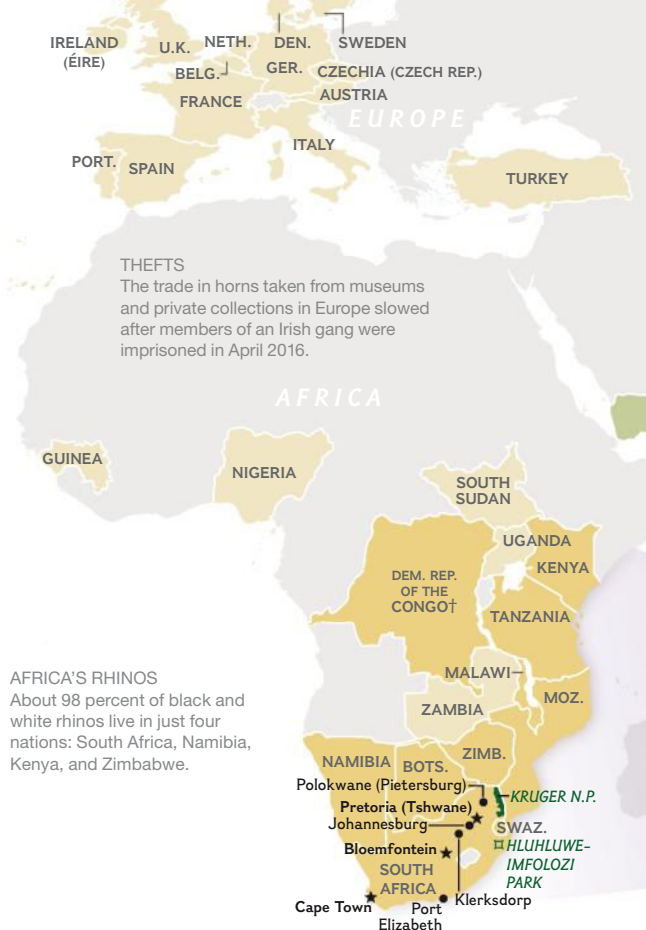 IRELAND
(ÉIRE)
U.K.
NETH.
DEN.
SWEDEN
BELG.
GER.
CZECHIA (CZECH REP.)
FRANCE
AUSTRIA
EUROPE
ITALY
PORT.
SPAIN
TURKEY
THEFTS
The trade in horns taken from museums
and private collections in Europe slowed
after members of an Irish gang were
imprisoned in April 2016.
AFRICA
GUINEA
NIGERIA
SOUTH
SUDAN
UGANDA
KENYA
DEM. REP.
OF THE
CONGO†
TANZANIA
MALAWI
MOZ.
ZAMBIA
AFRICA'S RHINOS
About 98 percent of black and
white rhinos live in just four
nations: South Africa, Namibia,
Kenya, and Zimbabwe.
NAMIBIA
BOTS.
ZIMB.
Polokwane (Pietersburg)
KRUGER N.P.
Pretoria (Tshwane)
Johannesburg
SWAZ.
Bloemfontein
HLUHLUWE-
IMFOLOZI
PARK
SOUTH
AFRICA
Cape Town
Port
Elizabeth
Klerksdorp